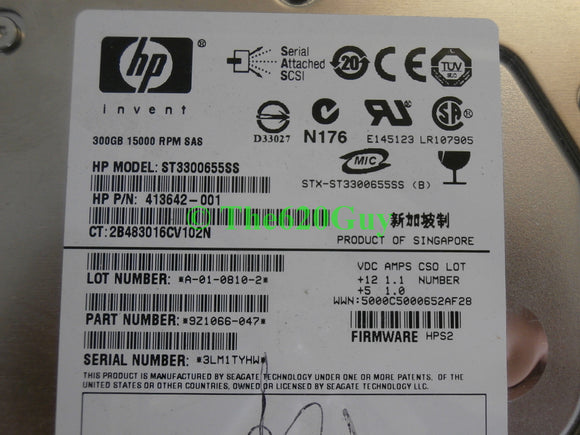 hp
®
invent
Serial
Attached
SCSI
20
CE
TUV
D33027
N176
E145123 LR107905
300GB 15000 RPM SAS
MIC
STX-ST3300655SS (B)
HP MODEL: ST3300655SS
HP P/N: 413642-001
© The620Guy
CT:2B483016CV102N
新加坡制
PRODUCT OF SINGAPORE
LOT NUMBER: *A-01-0810-2*
VDC AMPS CSO LOT
+12 1.1 NUMBER
+5 1.0
WWN:5000C5000652AF28
PART NUMBER: *9Z1066-047*
FIRMWARE HPS2
SERIAL NUMBER: *3LM1TYHW*
THIS PRODUCT IS MANUFACTURED BY SEAGATE TECHNOLOGY UNDER ONE OR MORE PATENTS. OF THE
UNITED STATES OR OTHER COUNTRIES, OWNED OR LICENSED BY SEAGATE TECHNOLOGY LLC.